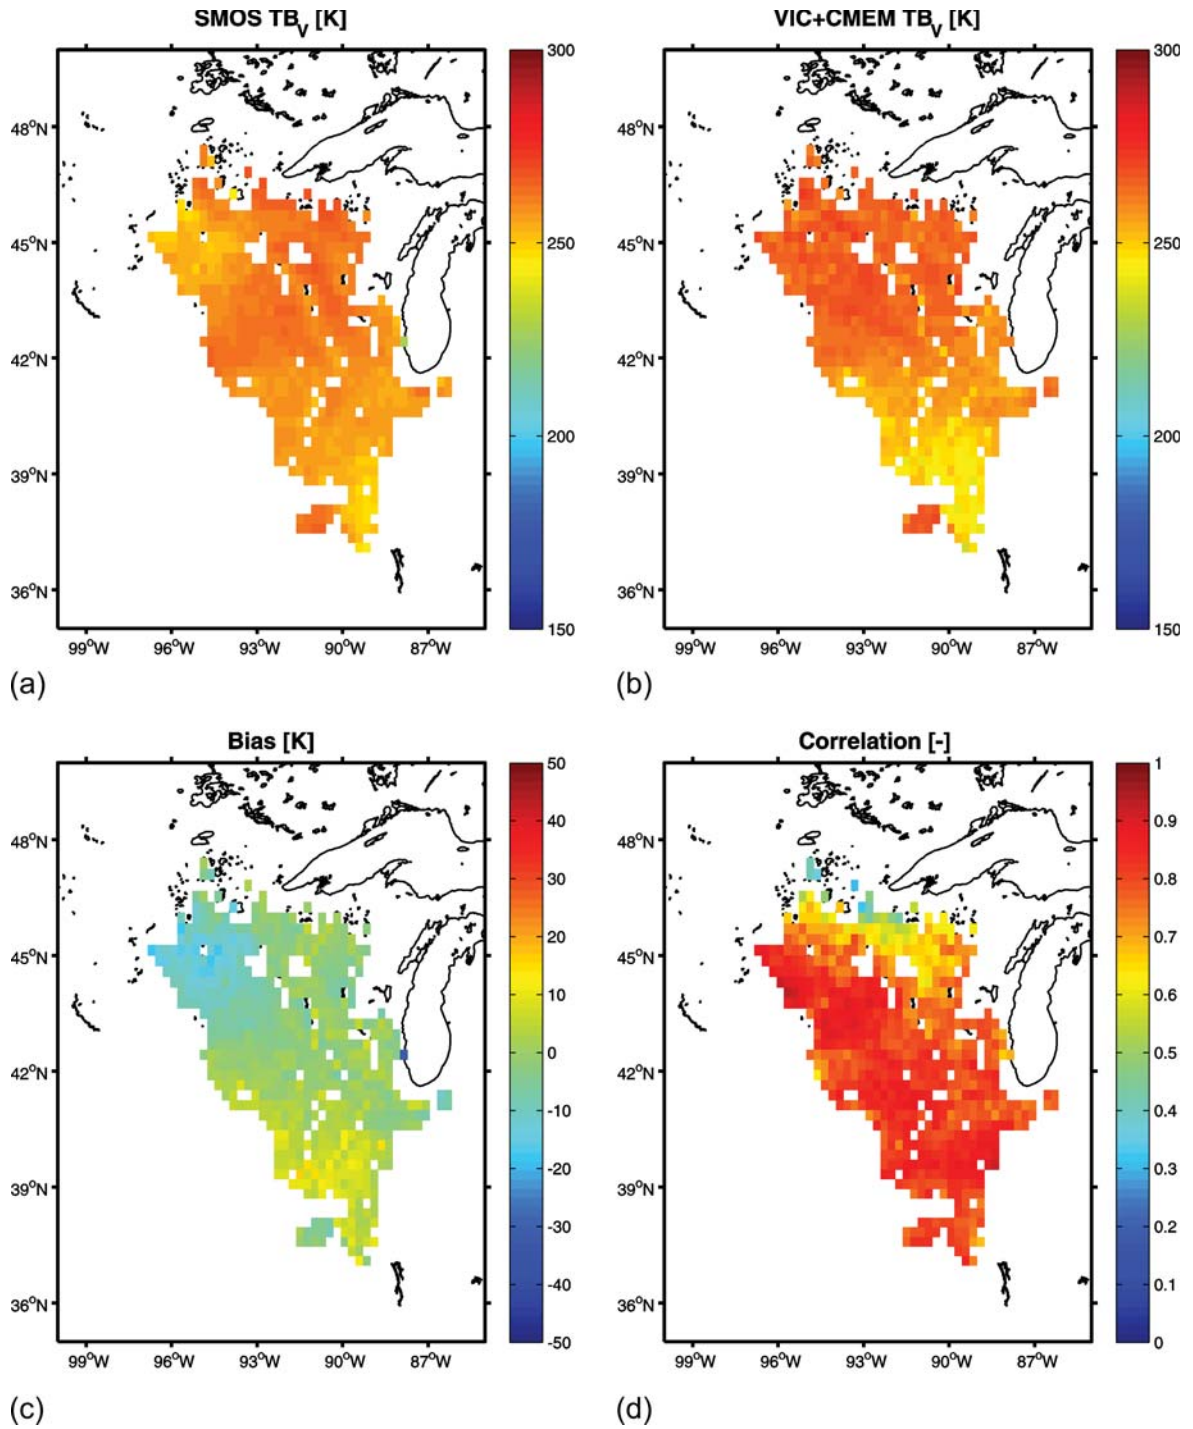 SMOS TBV [K]
300
250
200
150
48°N
45°N
42°N
39°N
36°N
99°W 96°W 93°W 90°W 87°W
(a)
VIC+CMEM TBV [K]
300
250
200
150
48°N
45°N
42°N
39°N
36°N
99°W 96°W 93°W 90°W 87°W
(b)
Bias [K]
50
40
30
20
10
0
-10
-20
-30
-40
-50
48°N
45°N
42°N
39°N
36°N
99°W 96°W 93°W 90°W 87°W
(c)
Correlation [-]
1
0.9
0.8
0.7
0.6
0.5
0.4
0.3
0.2
0.1
0
48°N
45°N
42°N
39°N
36°N
99°W 96°W 93°W 90°W 87°W
(d)